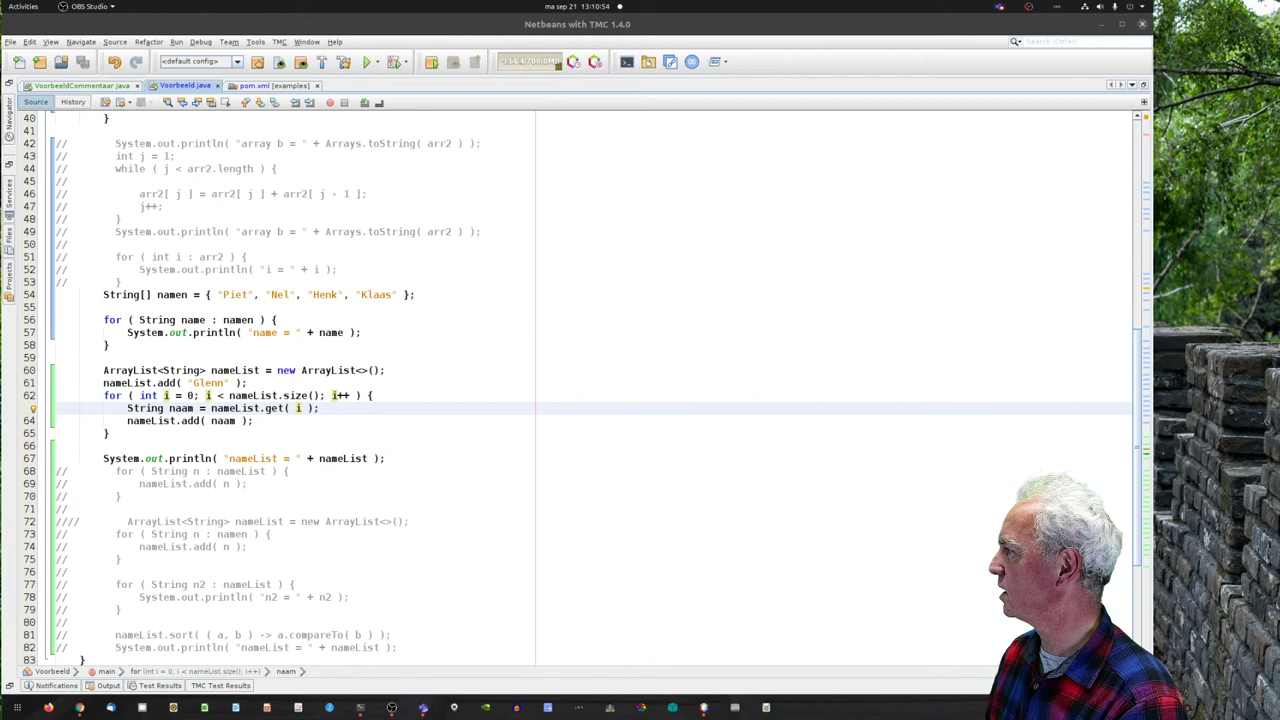 Activities OBS Studio ma sep 21 13:10:54
Netbeans with TMC 1.4.0
File Edit View Navigate Source Refactor Run Debug Team Tools TMC Window Help Search (Ctrl+I)
<default config>
VoorbeeldCommentaar.java Voorbeeld.java pom.xml [examples]
Source History
Navigator
Services
Files
Projects
40 }
41
42 // System.out.println( "array b = " + Arrays.toString( arr2 ) );
43 // int j = 1;
44 // while ( j < arr2.length ) {
45 //
46 // arr2[ j ] = arr2[ j ] + arr2[ j - 1 ];
47 // j++;
48 // }
49 // System.out.println( "array b = " + Arrays.toString( arr2 ) );
50 //
51 // for ( int i : arr2 ) {
52 // System.out.println( "i = " + i );
53 // }
54 String[] namen = { "Piet", "Nel", "Henk", "Klaas" };
55
56 for ( String name : namen ) {
57 System.out.println( "name = " + name );
58 }
59
60 ArrayList<String> nameList = new ArrayList<>();
61 nameList.add( "Glenn" );
62 for ( int i = 0; i < nameList.size(); i++ ) {
String naam = nameList.get( i );
64 nameList.add( naam );
65 }
66
67 System.out.println( "nameList = " + nameList );
68 // for ( String n : nameList ) {
69 // nameList.add( n );
70 // }
71 //
72 //// ArrayList<String> nameList = new ArrayList<>();
73 // for ( String n : namen ) {
74 // nameList.add( n );
75 // }
76 //
77 // for ( String n2 : nameList ) {
78 // System.out.println( "n2 = " + n2 );
79 // }
80 //
81 // nameList.sort( ( a, b ) -> a.compareTo( b ) );
82 // System.out.println( "nameList = " + nameList );
83 }
Voorbeeld main for (int i = 0; i < nameList.size(); i++) naam
Notifications Output Test Results TMC Test Results